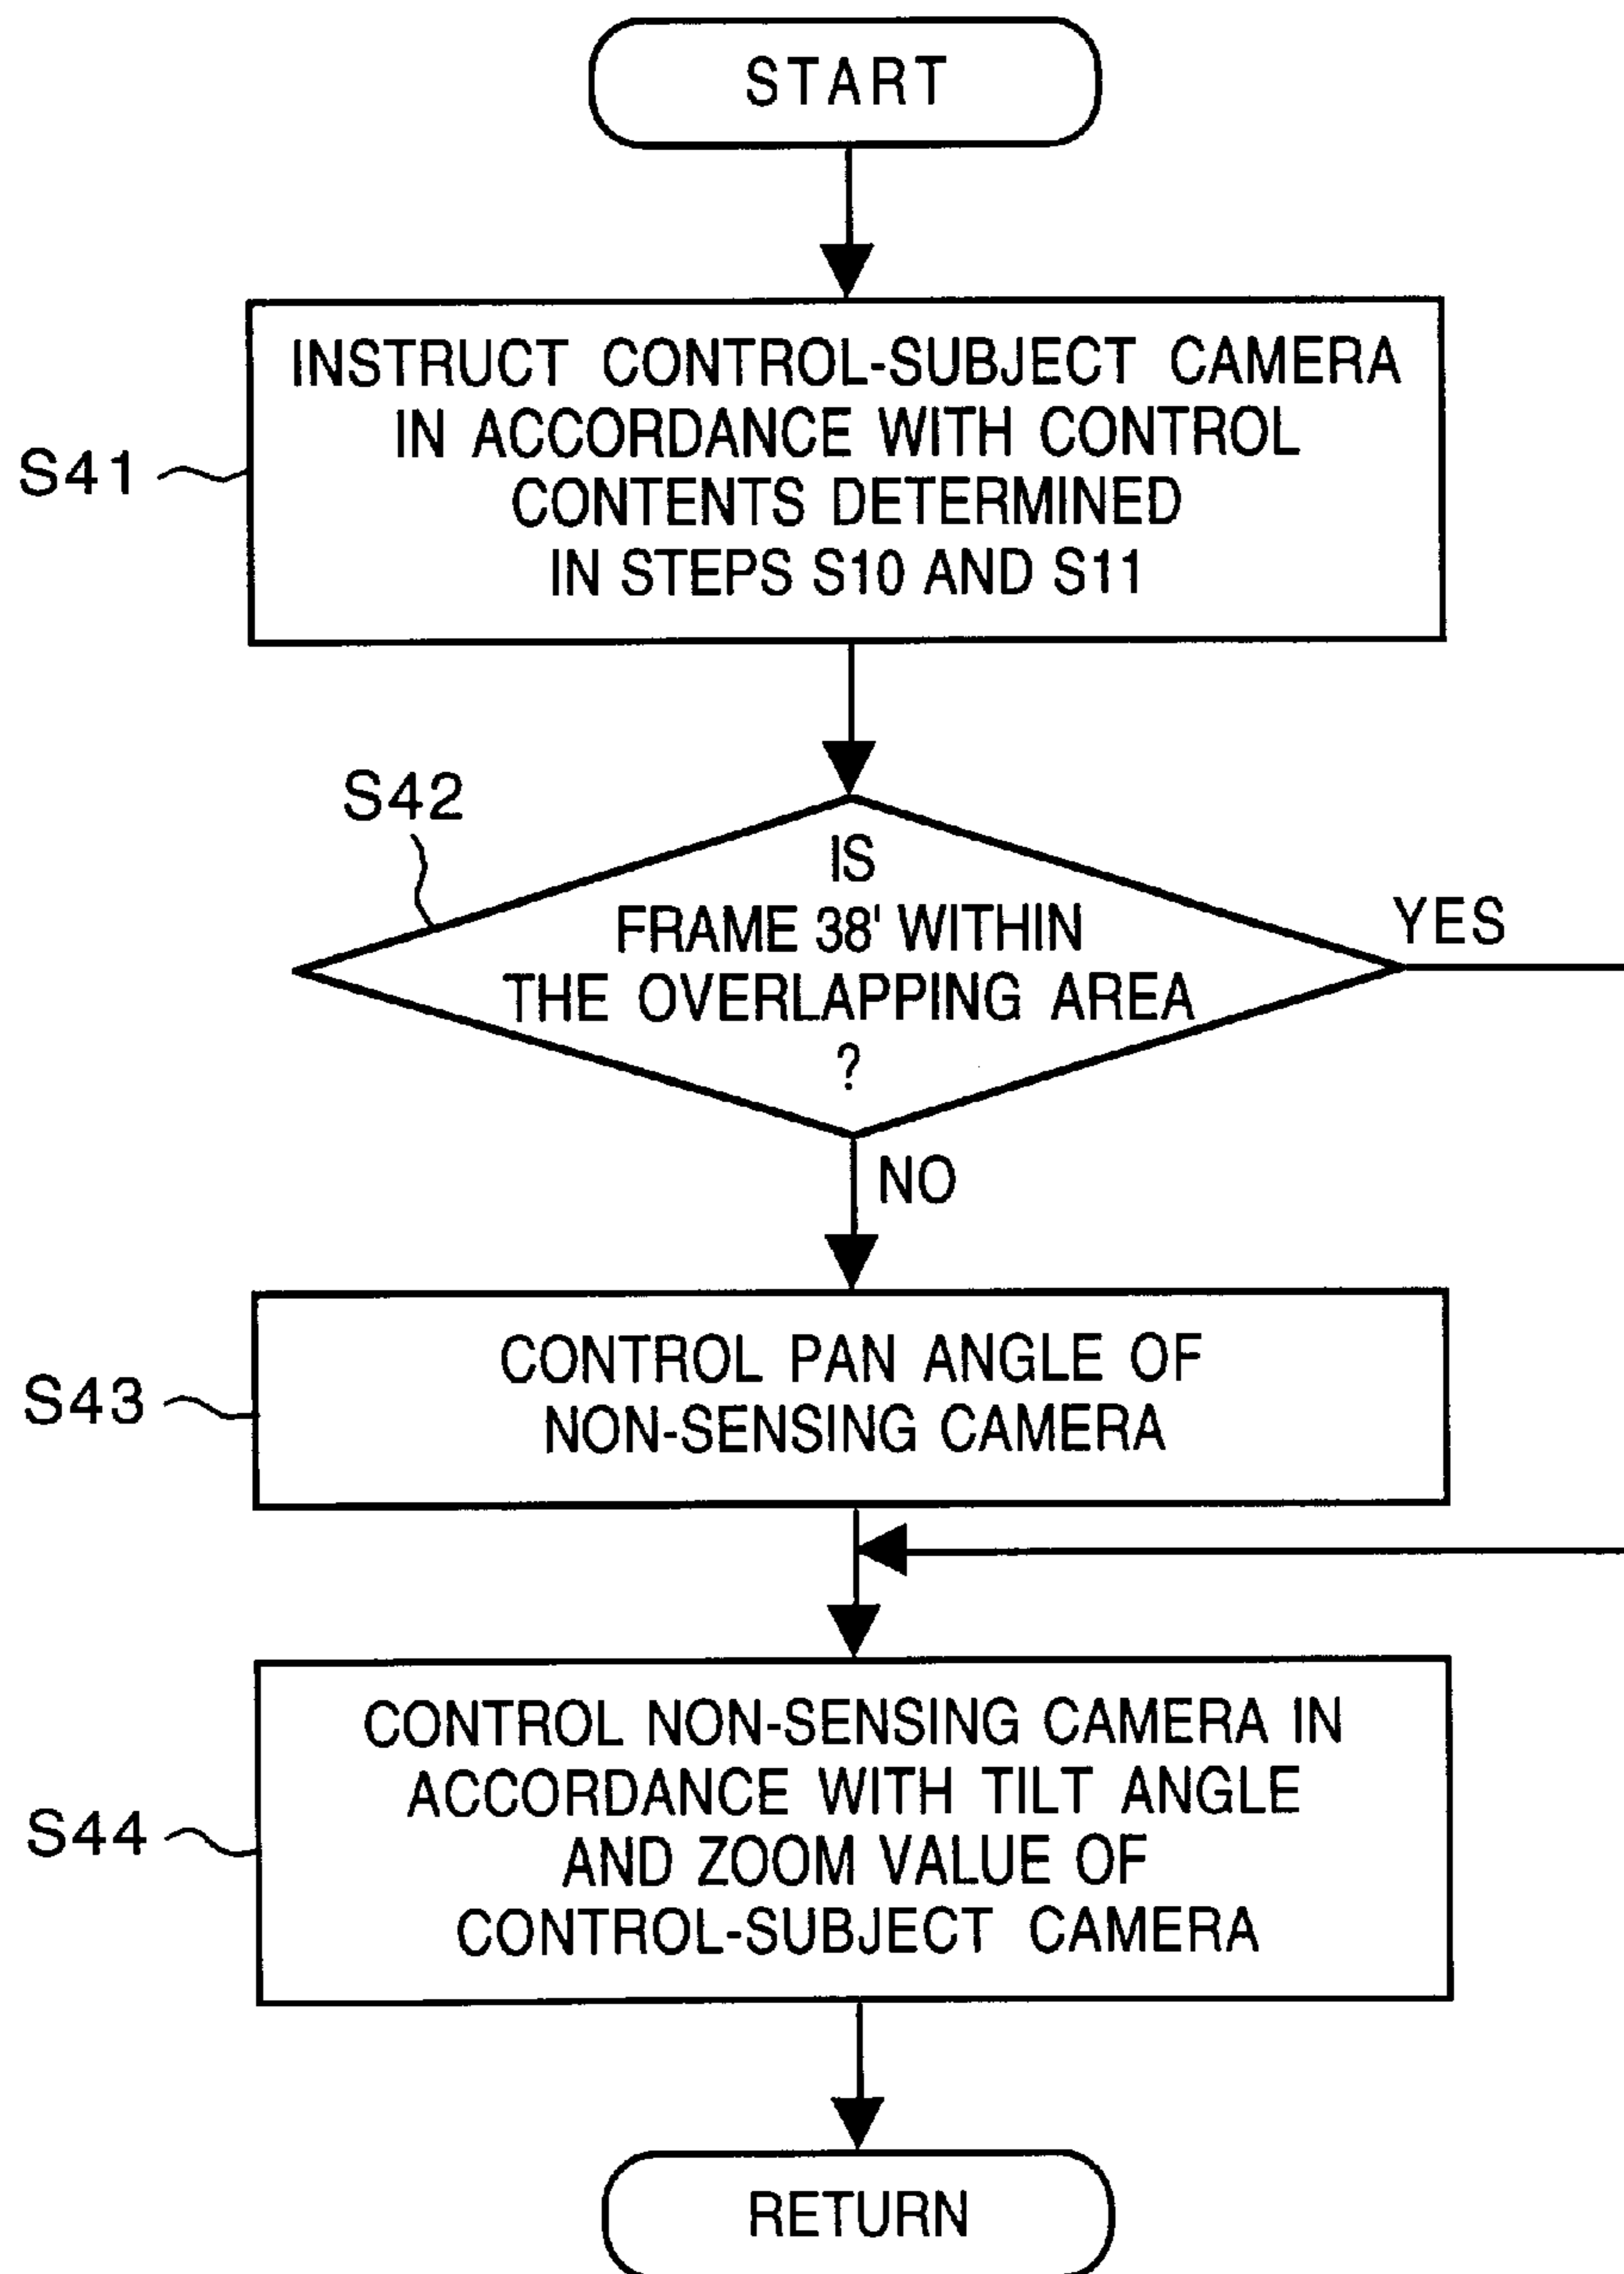 START
S41
INSTRUCT CONTROL-SUBJECT CAMERA
IN ACCORDANCE WITH CONTROL
CONTENTS DETERMINED
IN STEPS S10 AND S11
S42
IS
FRAME 38' WITHIN
THE OVERLAPPING AREA
?
YES
NO
S43
CONTROL PAN ANGLE OF
NON-SENSING CAMERA
S44
CONTROL NON-SENSING CAMERA IN
ACCORDANCE WITH TILT ANGLE
AND ZOOM VALUE OF
CONTROL-SUBJECT CAMERA
RETURN